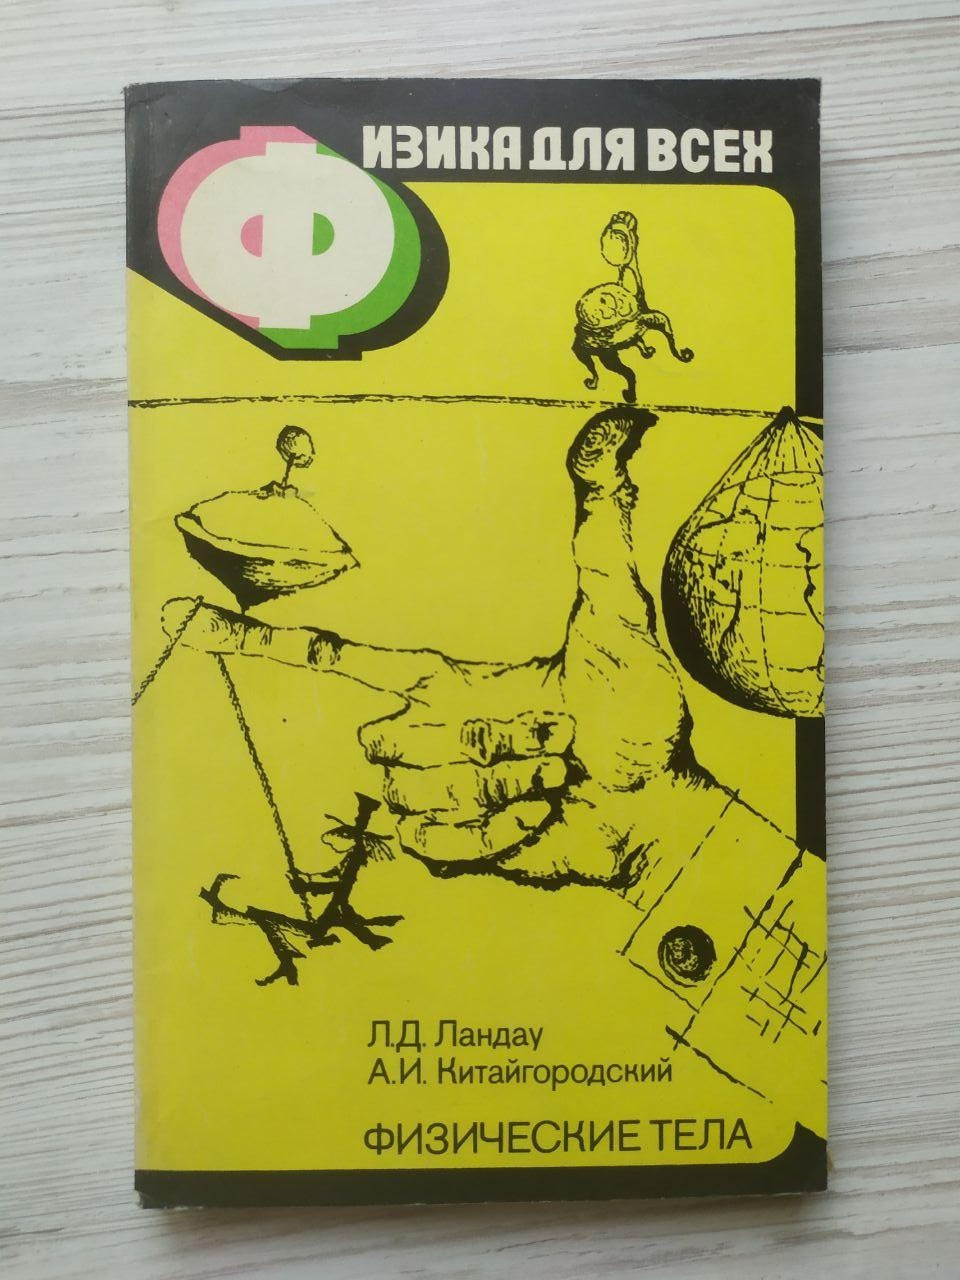 ФИЗИКА ДЛЯ ВСЕХ
Л.Д. Ландау
А.И. Китайгородский
ФИЗИЧЕСКИЕ ТЕЛА